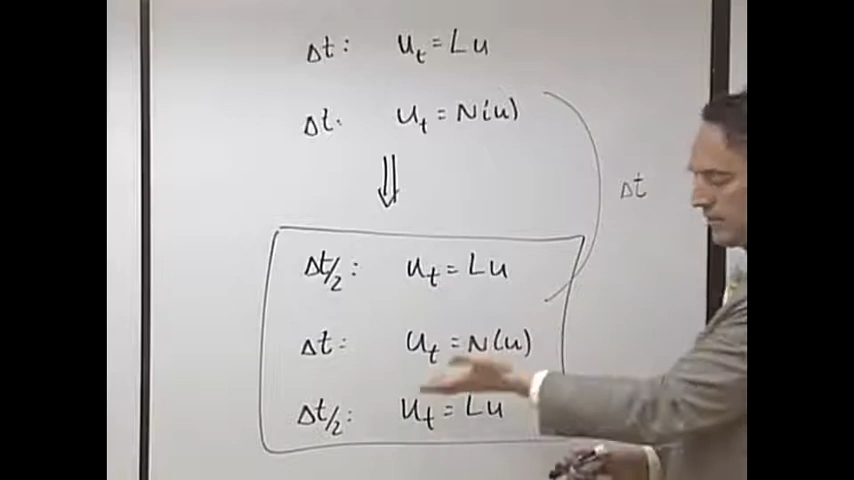 Δt: u_t = Lu
Δt: u_t = N(u)
⇓
Δt
Δt/2: u_t = Lu
Δt: u_t = N(u)
Δt/2: u_t = Lu